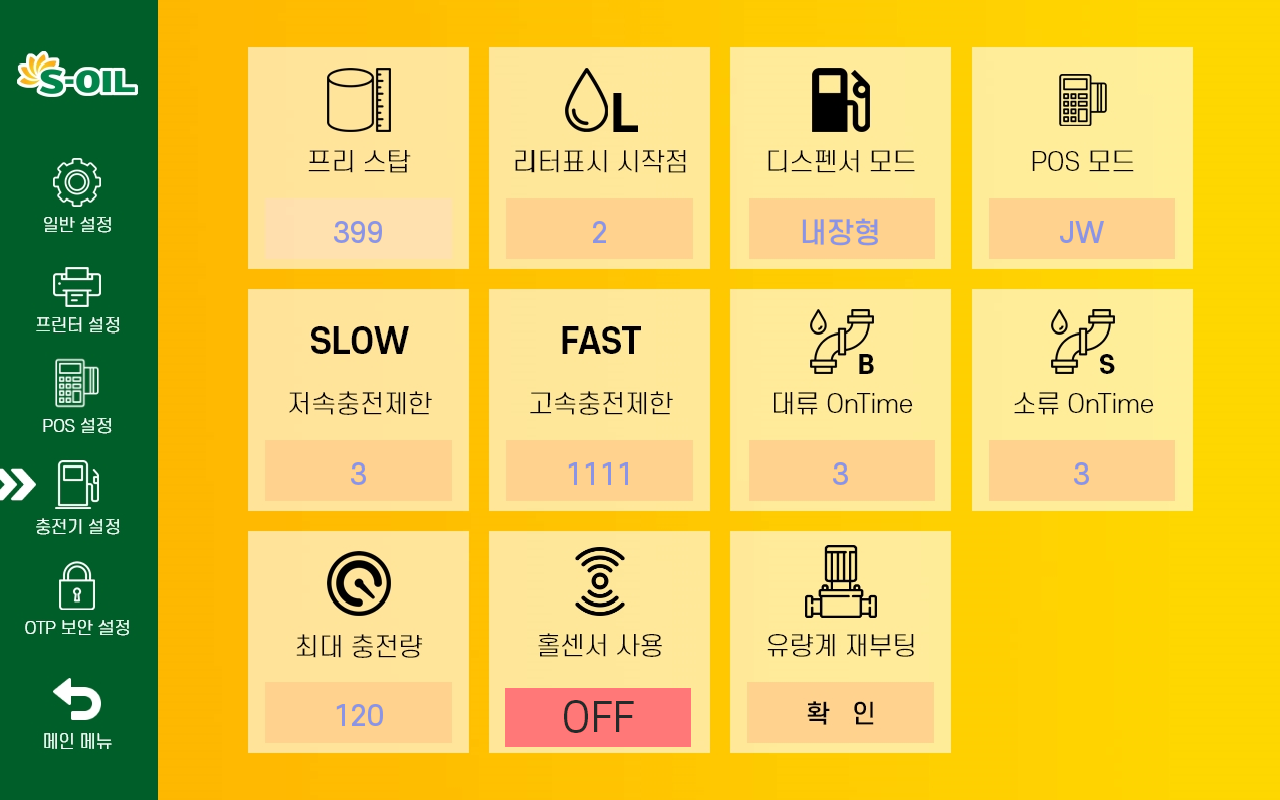 S-OIL
일반 설정
프린터 설정
POS 설정
충전기 설정
OTP 보안 설정
메인 메뉴
프리 스탑
399
L
리터표시 시작점
2
디스펜서 모드
내장형
POS 모드
JW
SLOW
저속충전제한
3
FAST
고속충전제한
1111
B
대류 OnTime
3
S
소류 OnTime
3
최대 충전량
120
홀센서 사용
OFF
유량계 재부팅
확 인